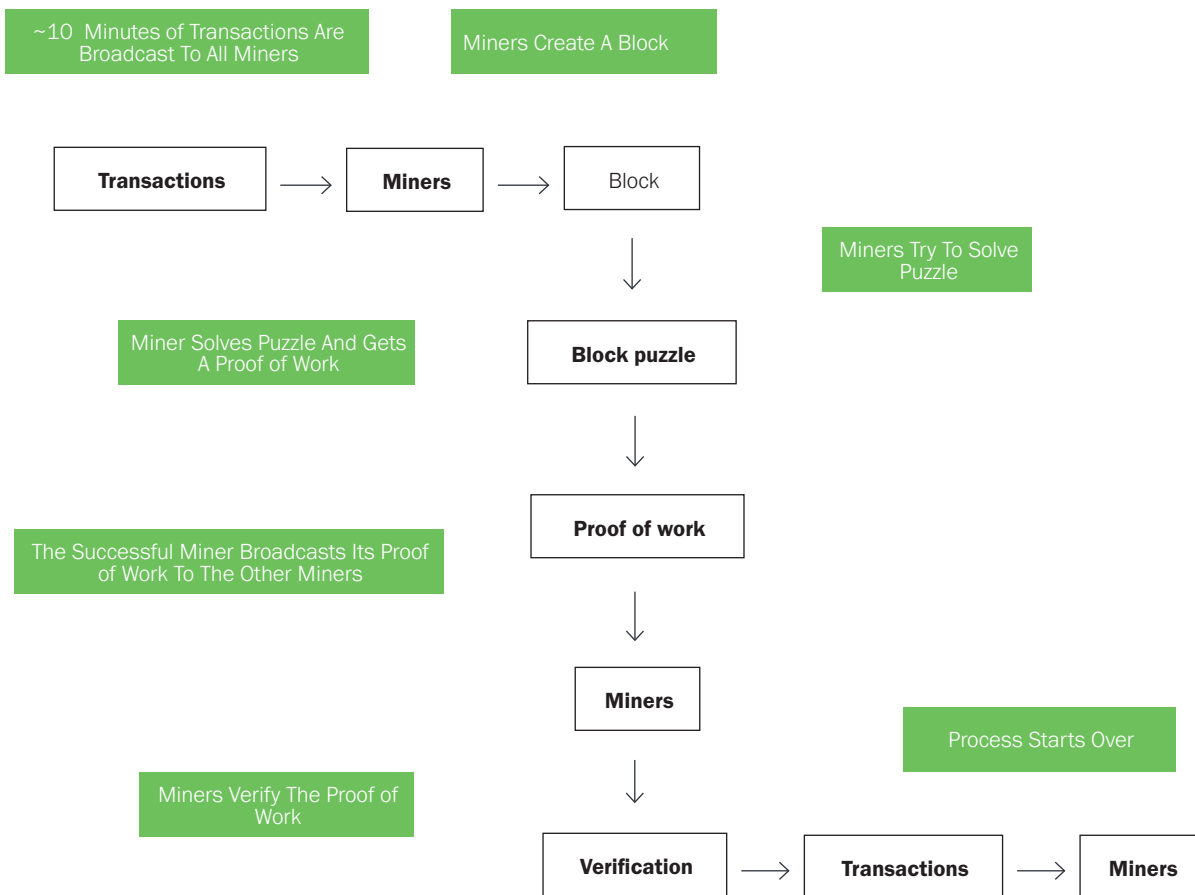 ~10 Minutes of Transactions Are
Broadcast To All Miners
Miners Create A Block
Transactions
Miners
Block
Miners Try To Solve
Puzzle
Miner Solves Puzzle And Gets
A Proof of Work
Block puzzle
Proof of work
The Successful Miner Broadcasts Its Proof
of Work To The Other Miners
Miners
Process Starts Over
Miners Verify The Proof of
Work
Verification
Transactions
Miners